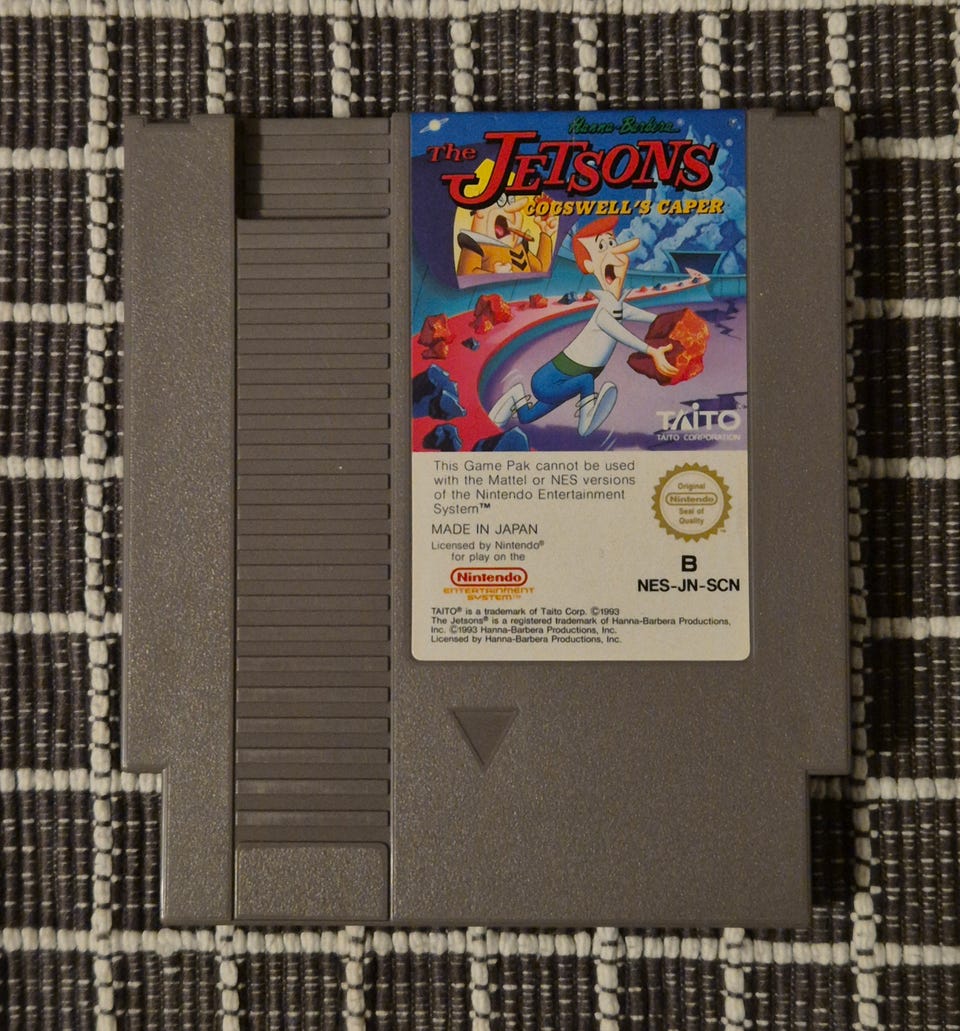 Hanna-Barbera
The JETSONS
COGSWELL'S CAPER
TAITO
TAITO CORPORATION
This Game Pak cannot be used
with the Mattel or NES versions
of the Nintendo Entertainment
System™
MADE IN JAPAN
Licensed by Nintendo®
for play on the
Nintendo
ENTERTAINMENT
SYSTEM™
Original
Nintendo
Seal of
Quality
B
NES-JN-SCN
TAITO® is a trademark of Taito Corp. ©1993
The Jetsons® is a registered trademark of Hanna-Barbera Productions,
Inc. ©1993 Hanna-Barbera Productions, Inc.
Licensed by Hanna-Barbera Productions, Inc.